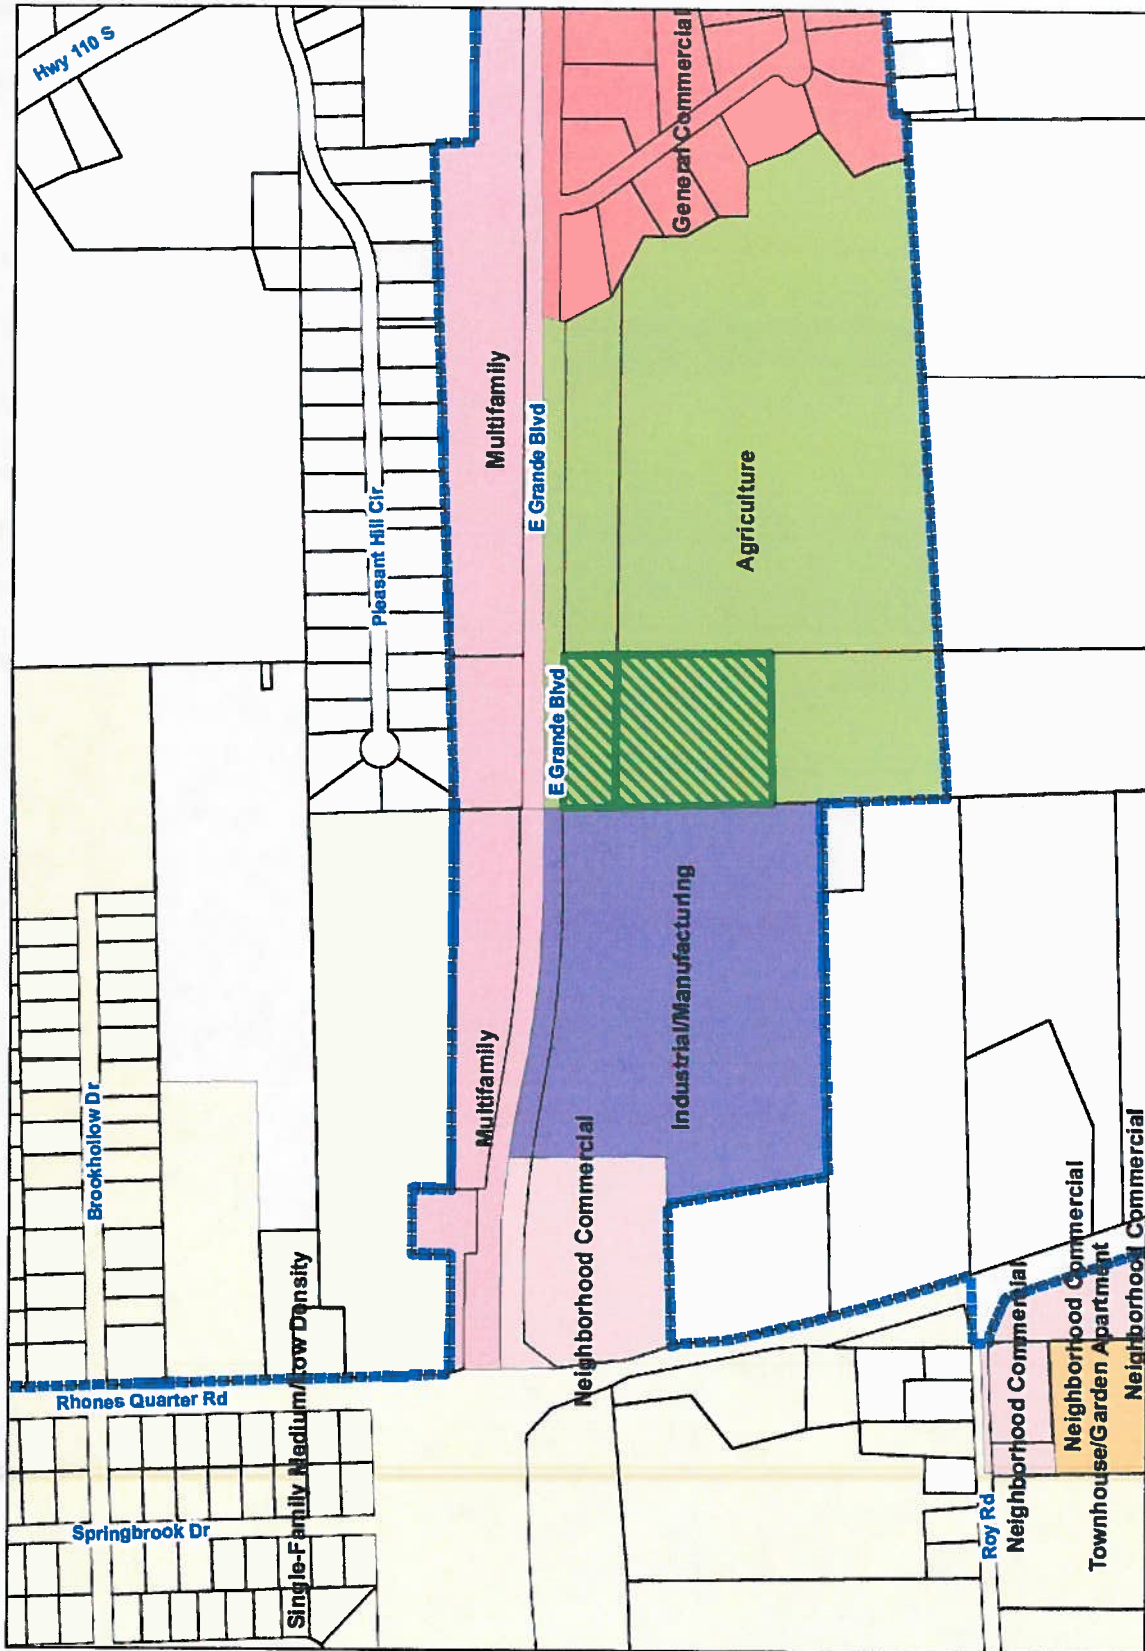 Hwy 110 S
General Commercial
Multifamily
E Grande Blvd
Pleasant Hill Cir
Agriculture
E Grande Blvd
Industrial/Manufacturing
Multifamily
Brookhollow Dr
Neighborhood Commercial
Single-Family Medium/Low Density
Rhones Quarter Rd
Springbrook Dr
Roy Rd
Neighborhood Commercial
Neighborhood Commercial
Townhouse/Garden Apartment
Neighborhood Commercial